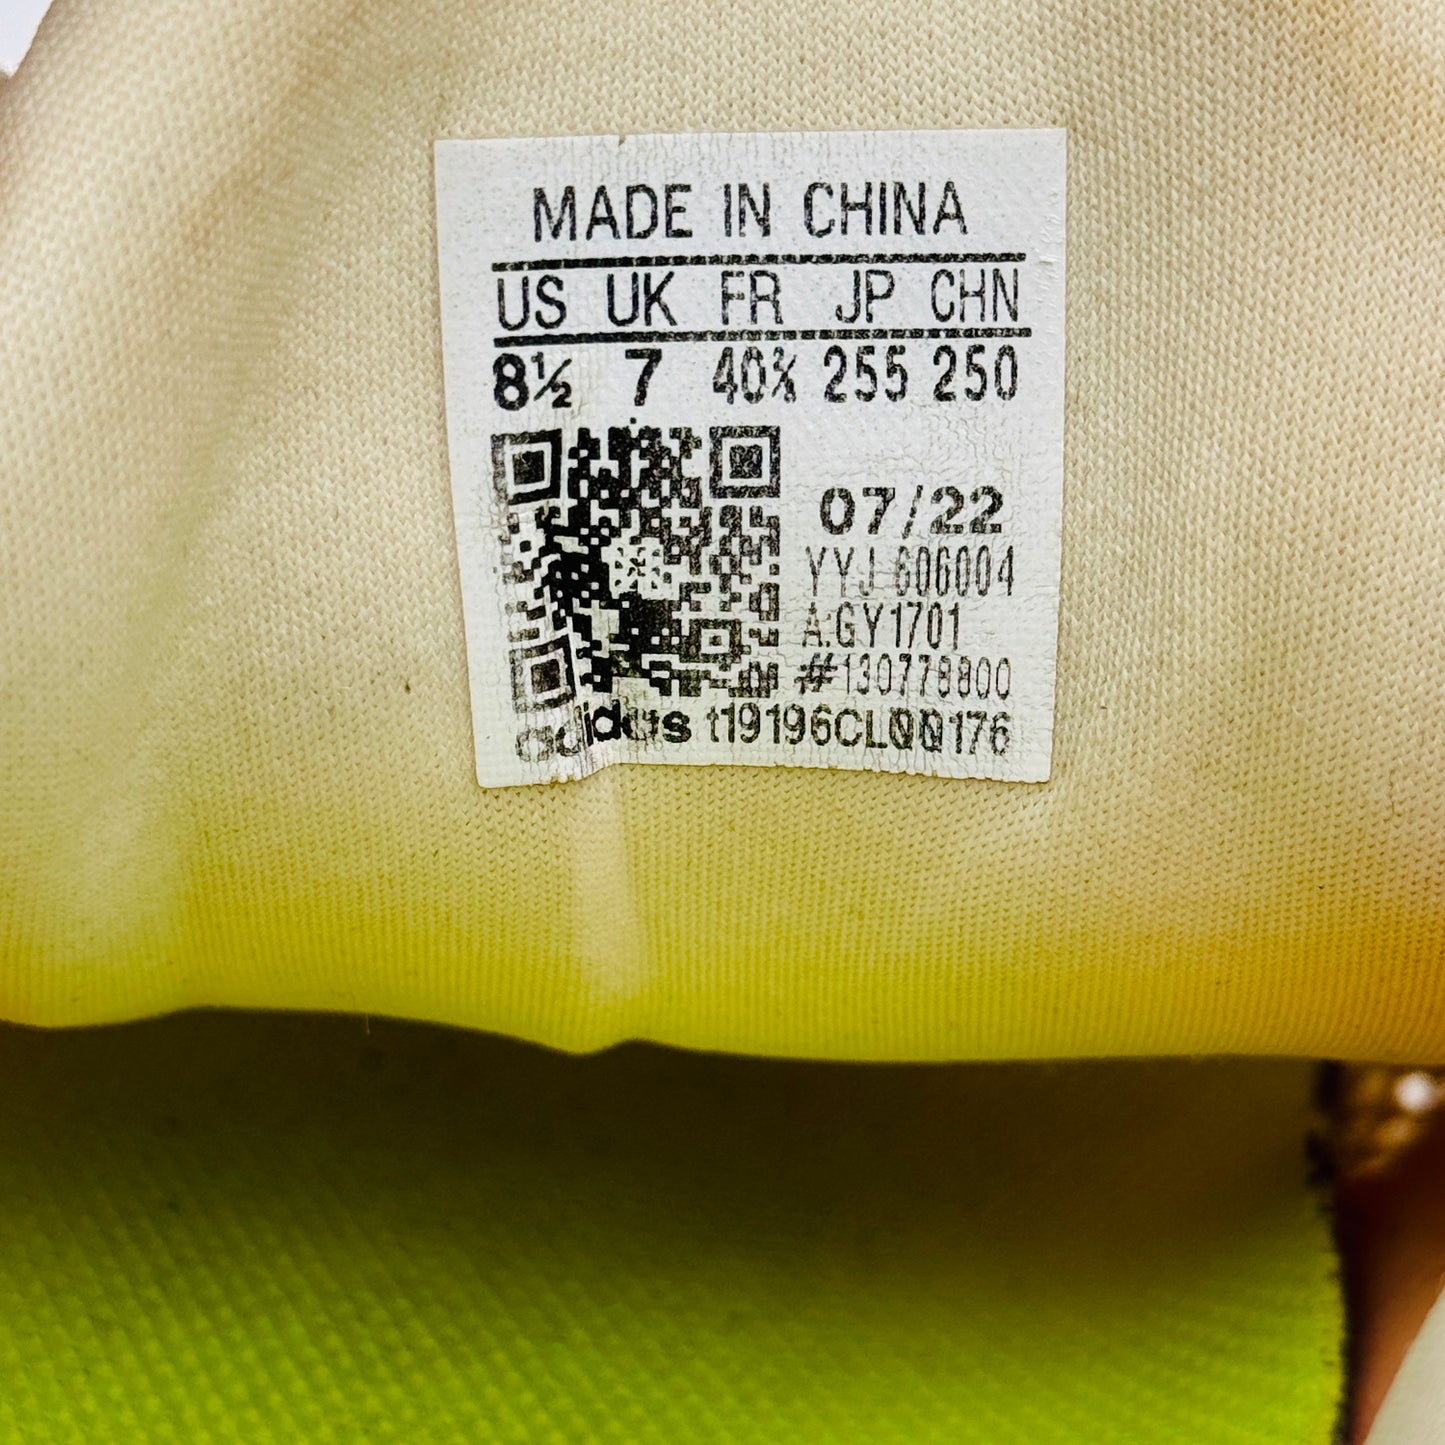 MADE IN CHINA
US UK FR JP CHN
8½ 7 40⅔ 255 250
07/22
YYJ 606004
A:GY1701
#130778800
adidas t19196CL00176